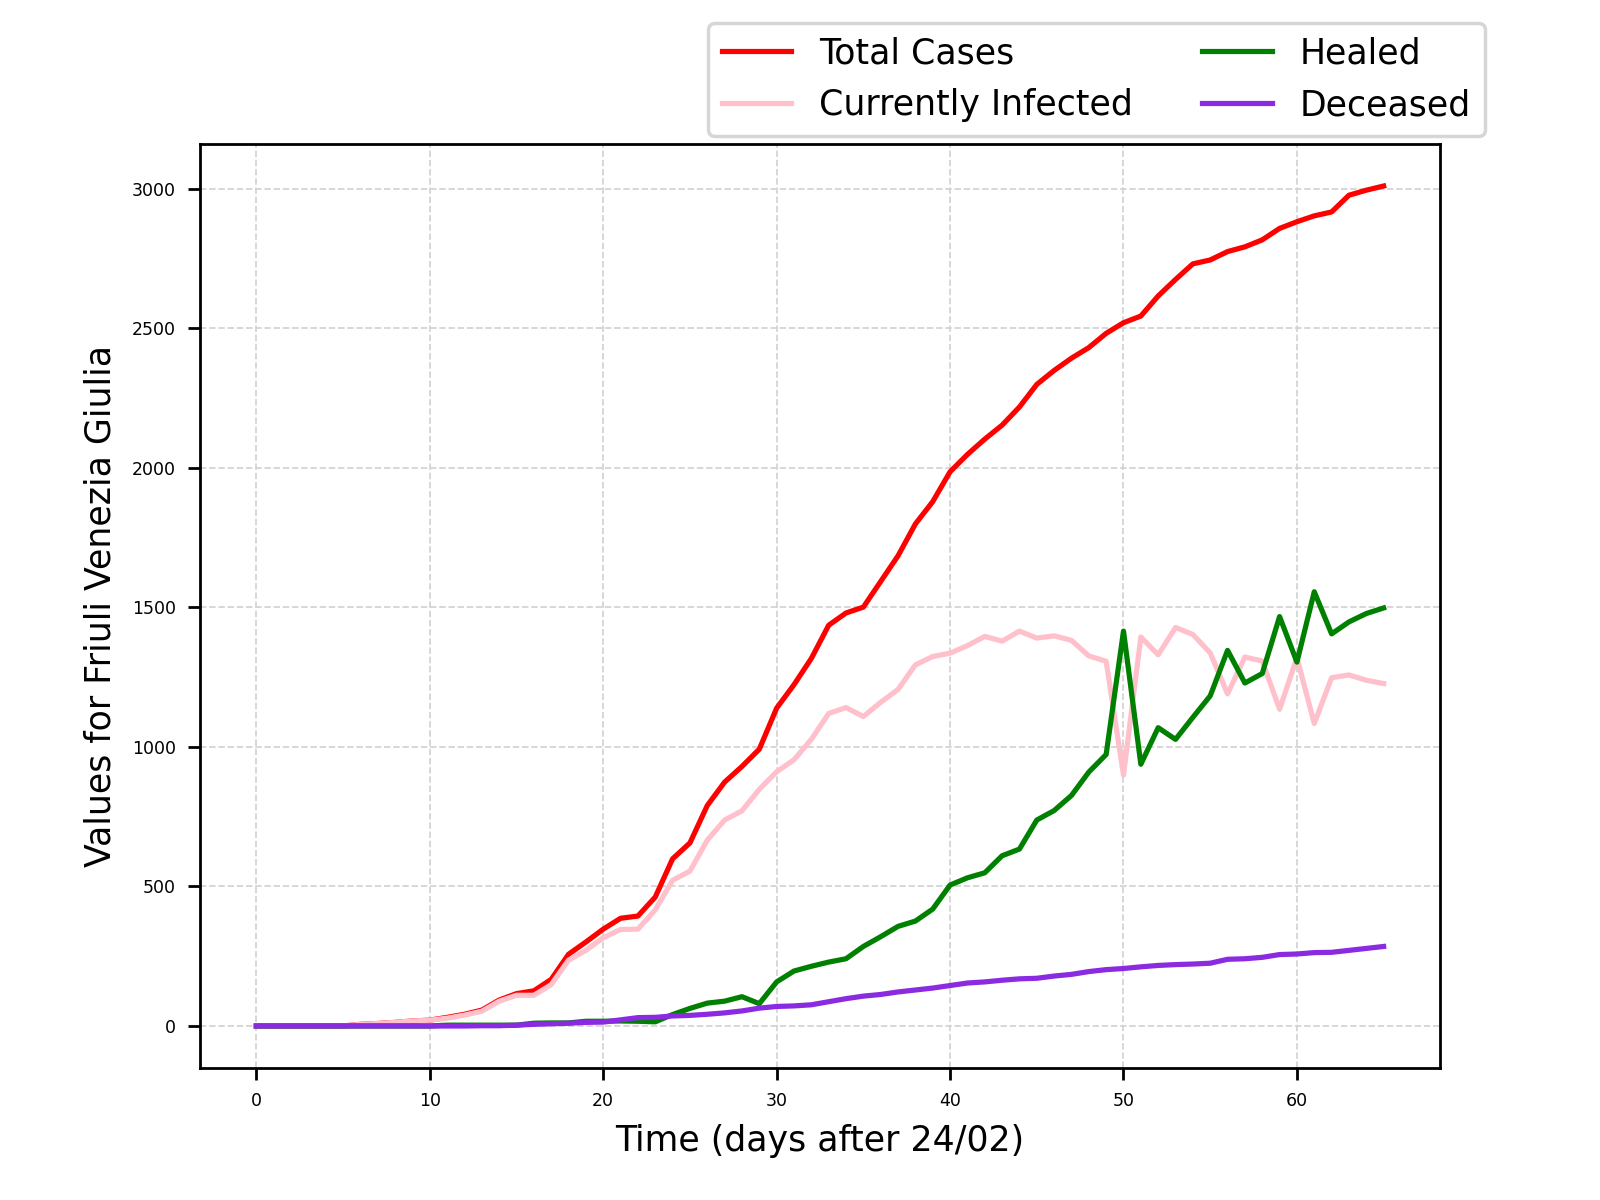 Total Cases
Currently Infected
Healed
Deceased
Values for Friuli Venezia Giulia
3000
2500
2000
1500
1000
500
0
0 10 20 30 40 50 60
Time (days after 24/02)